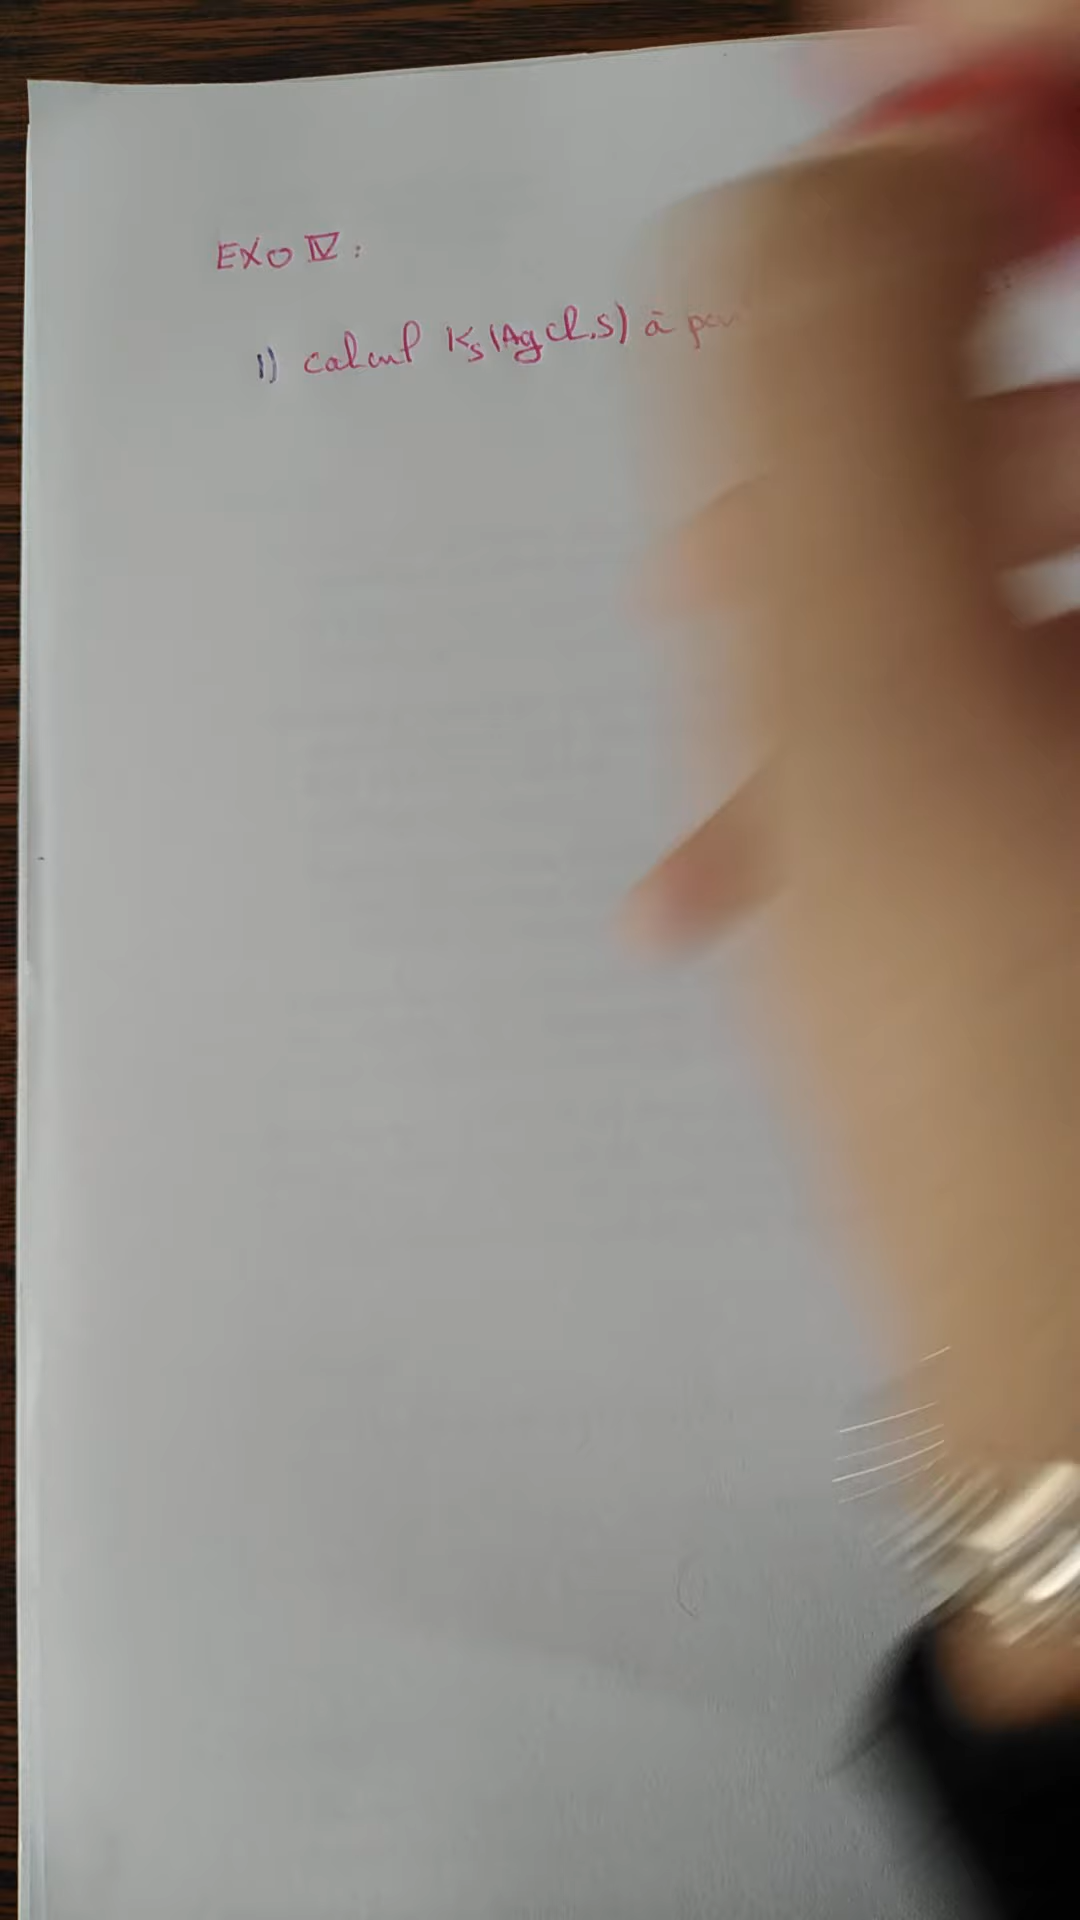 EXO IV :
1) calcul Ks (AgCl,s) à